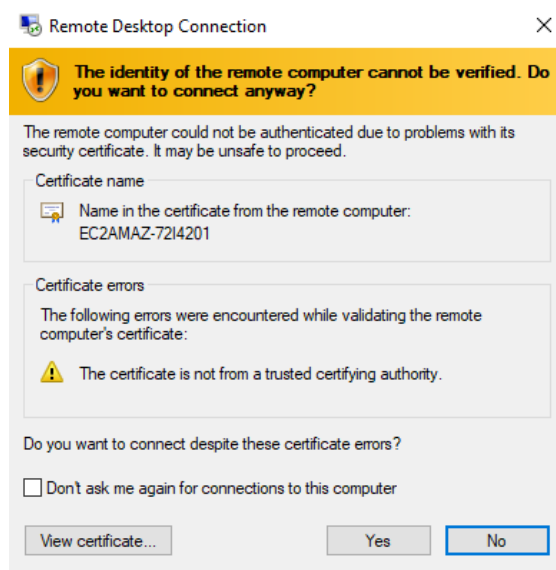 Remote Desktop Connection
The identity of the remote computer cannot be verified. Do
you want to connect anyway?
The remote computer could not be authenticated due to problems with its
security certificate. It may be unsafe to proceed.
Certificate name
Name in the certificate from the remote computer:
EC2AMAZ-72I4201
Certificate errors
The following errors were encountered while validating the remote
computer's certificate:
The certificate is not from a trusted certifying authority.
Do you want to connect despite these certificate errors?
Don't ask me again for connections to this computer
View certificate...
Yes
No